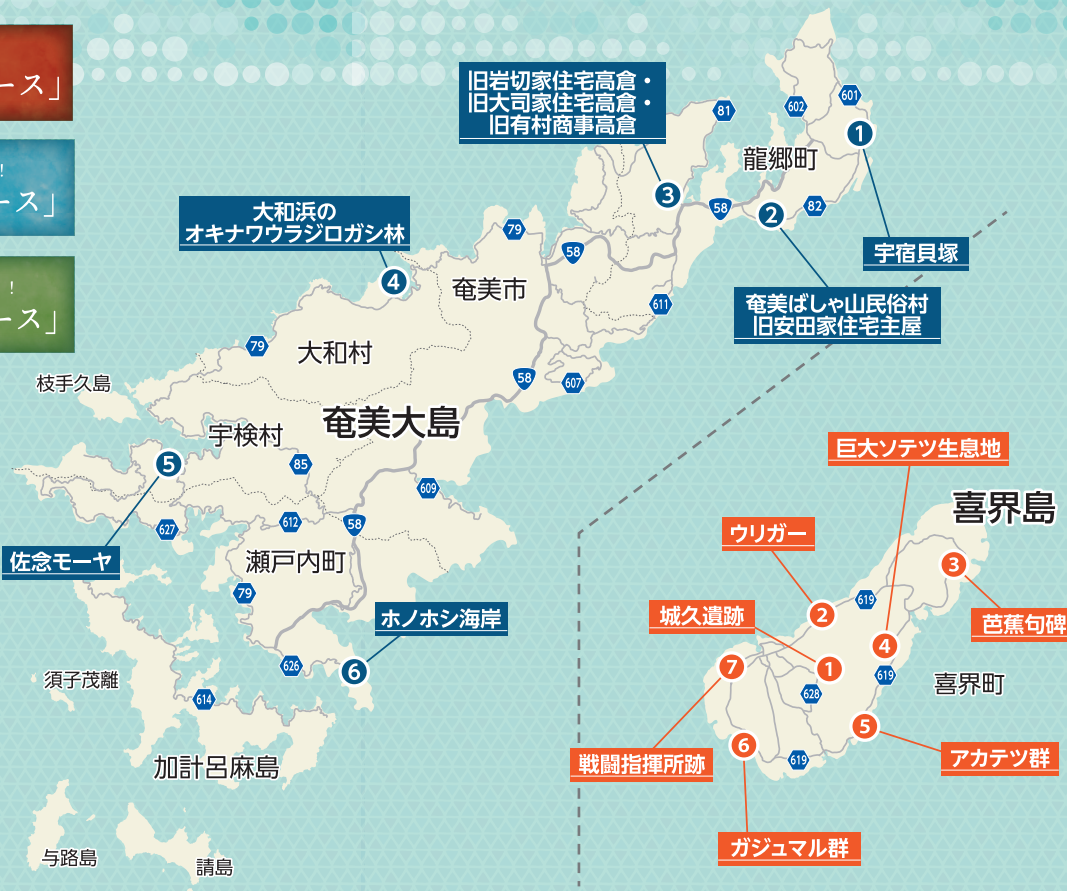 ース」
！
ース」
！
ース」
旧岩切家住宅高倉・
旧大司家住宅高倉・
旧有村商事高倉
81
602
601
1
龍郷町
3
58
2
82
宇宿貝塚
大和浜の
オキナワウラジロガシ林
79
58
4
奄美市
奄美ばしゃ山民俗村
旧安田家住宅主屋
611
79
大和村
58
607
枝手久島
奄美大島
宇検村
5
85
609
627
612
58
佐念モーヤ
瀬戸内町
79
ホノホシ海岸
626
6
須子茂離
614
加計呂麻島
与路島
請島
巨大ソテツ生息地
喜界島
ウリガー
3
619
城久遺跡
2
芭蕉句碑
4
7
1
619
628
喜界町
5
6
戦闘指揮所跡
619
アカテツ群
ガジュマル群